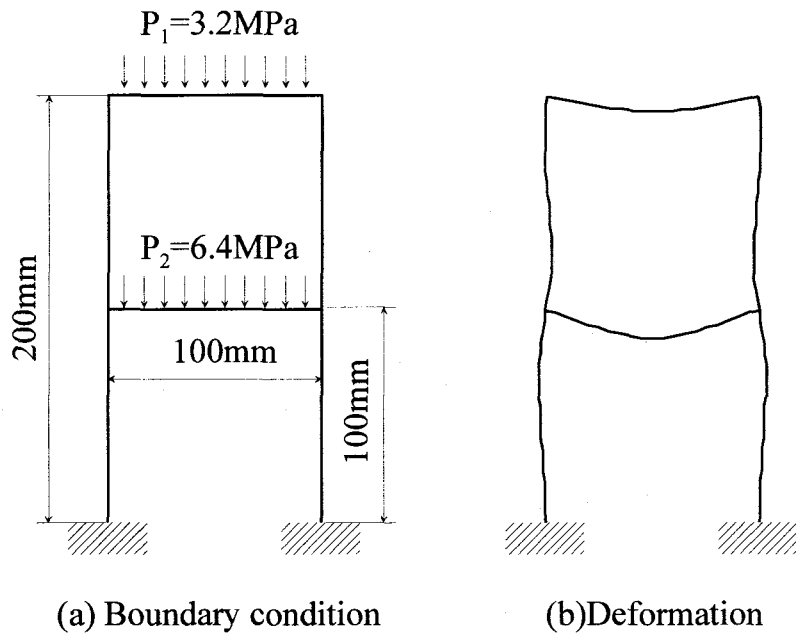 P₁=3.2MPa
P₂=6.4MPa
200mm
100mm
100mm
(a) Boundary condition
(b)Deformation